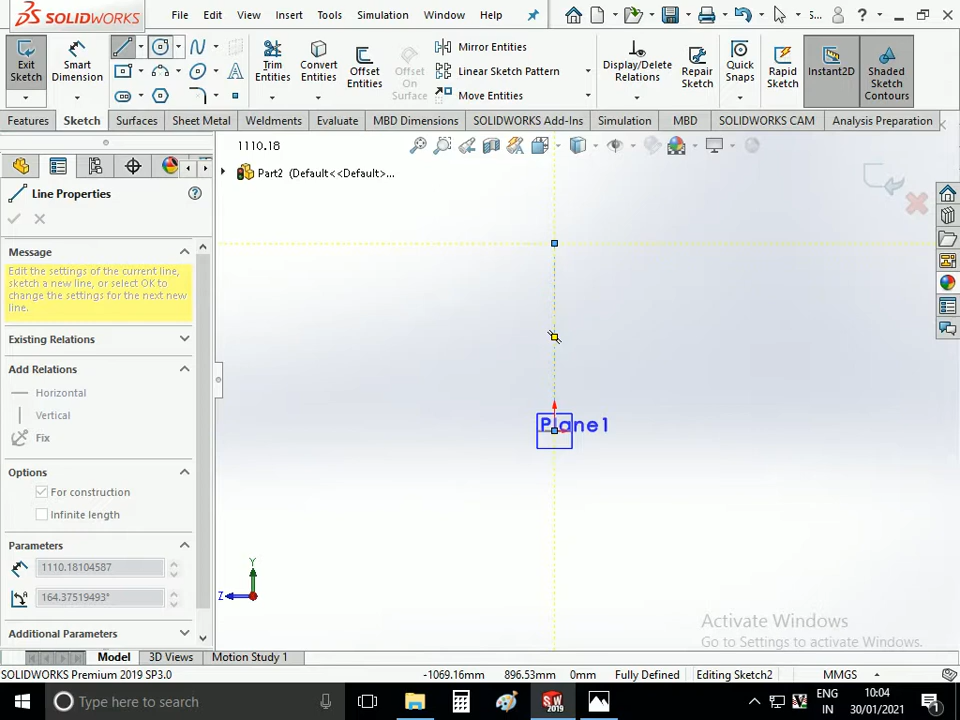 SOLIDWORKS
File
Edit
View
Insert
Tools
Simulation
Window
Help
S...
Exit Sketch
Smart Dimension
Trim Entities
Convert Entities
Offset Entities
Offset On Surface
Mirror Entities
Linear Sketch Pattern
Move Entities
Display/Delete Relations
Repair Sketch
Quick Snaps
Rapid Sketch
Instant2D
Shaded Sketch Contours
Features
Sketch
Surfaces
Sheet Metal
Weldments
Evaluate
MBD Dimensions
SOLIDWORKS Add-Ins
Simulation
MBD
SOLIDWORKS CAM
Analysis Preparation
1110.18
Part2 (Default<<Default>...
Line Properties
Message
Edit the settings of the current line,
sketch a new line, or select OK to
change the settings for the next new
line.
Existing Relations
Add Relations
Horizontal
Vertical
Fix
Options
For construction
Infinite length
Parameters
1110.18104587
164.37519493°
Additional Parameters
Plane1
Y
Z
Activate Windows
Go to Settings to activate Windows.
Model
3D Views
Motion Study 1
SOLIDWORKS Premium 2019 SP3.0
-1069.16mm
896.53mm
0mm
Fully Defined
Editing Sketch2
MMGS
Type here to search
SW 2019
ENG
IN
10:04
30/01/2021
1